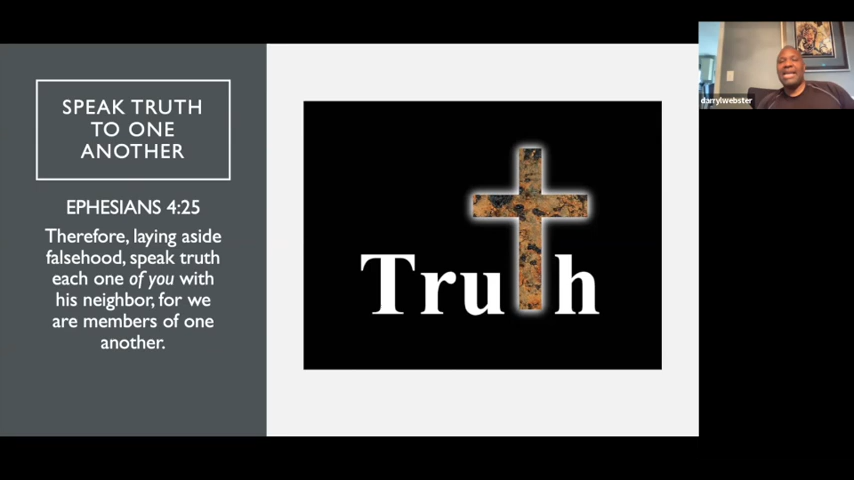 SPEAK TRUTH
TO ONE
ANOTHER
EPHESIANS 4:25
Therefore, laying aside
falsehood, speak truth
each one of you with
his neighbor, for we
are members of one
another.
Truth
darrylwebster